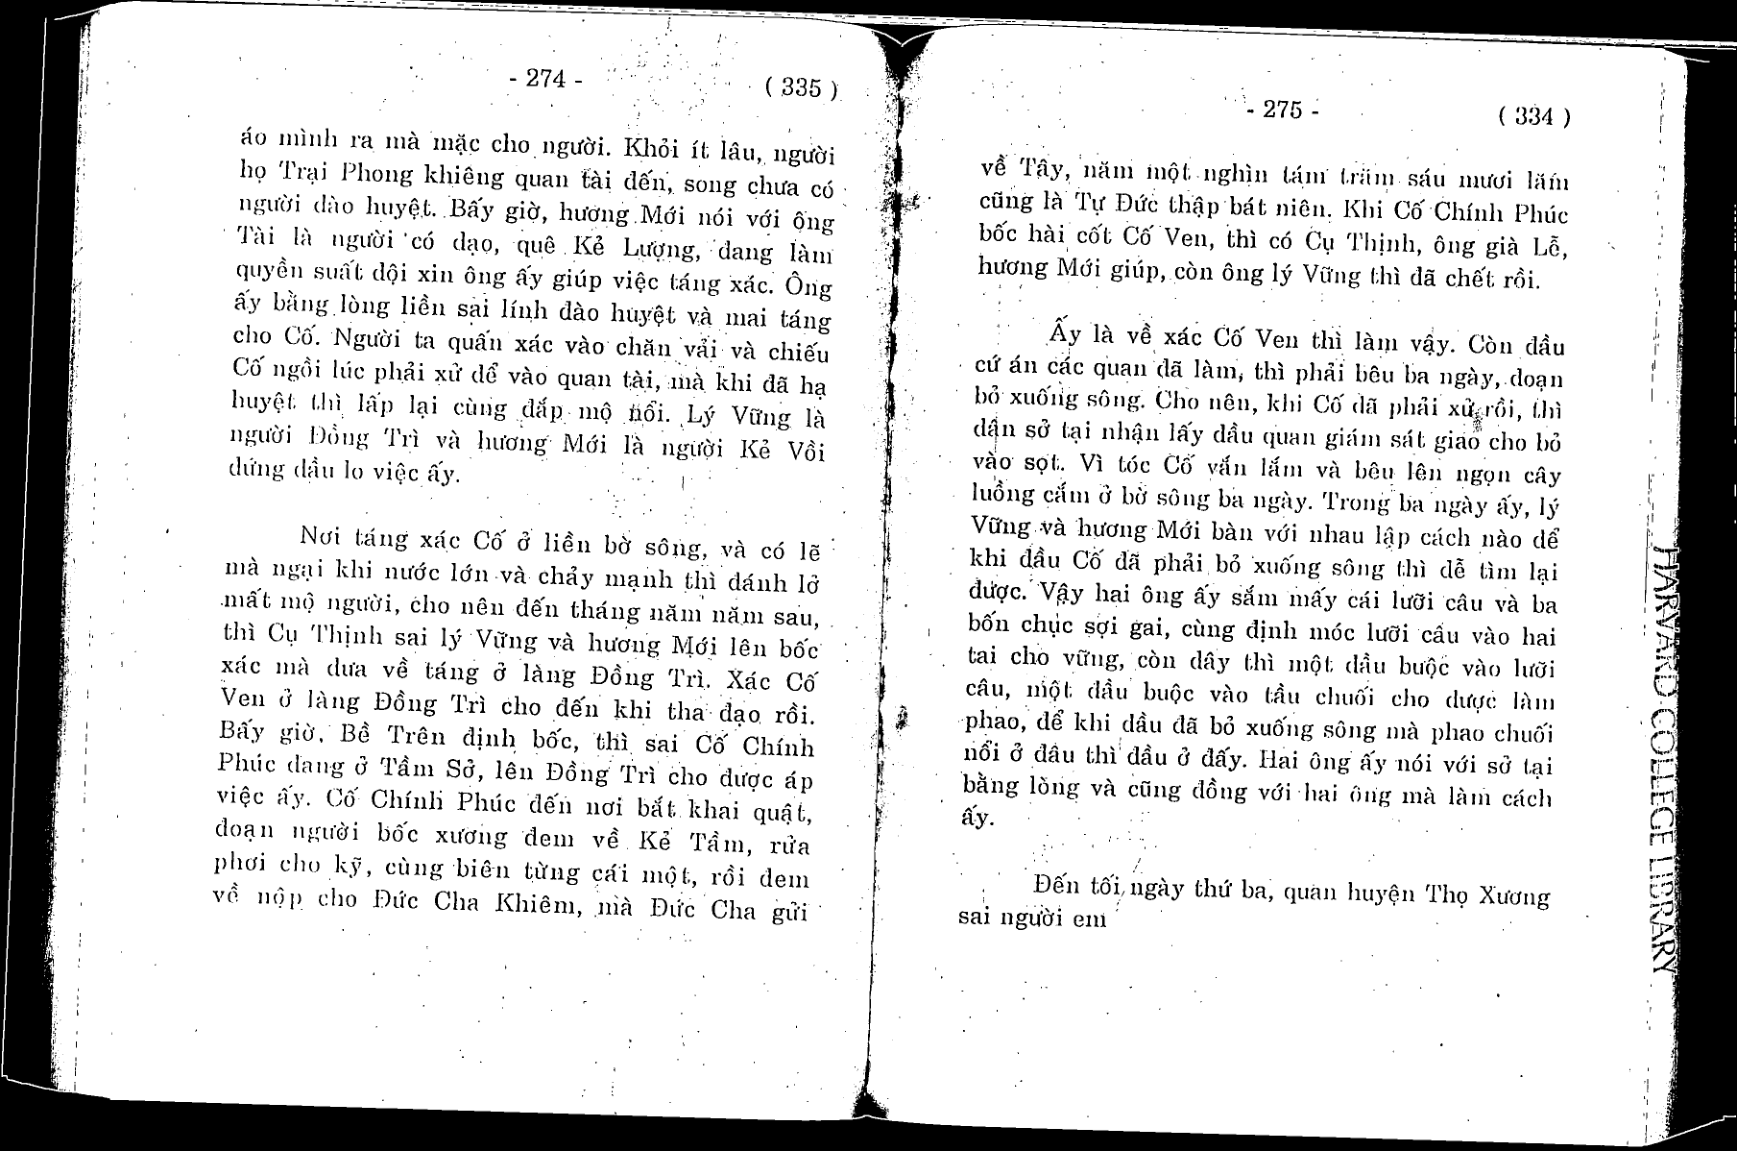 - 274 -
( 335 )
áo mình ra mà mặc cho người. Khỏi ít lâu, người
họ Trại Phong khiêng quan tài đến, song chưa có
người đào huyệt. Bấy giờ, hương Mới nói với ông
Tài là người có đạo, quê Kẻ Lượng, đang làm
quyền suất đội xin ông ấy giúp việc táng xác. Ông
ấy bằng lòng liền sai lính đào huyệt và mai táng
cho Cố. Người ta quấn xác vào chăn vải và chiếu
Cố ngồi lúc phải xử để vào quan tài, mà khi đã hạ
huyệt thì lấp lại cùng đắp mộ nổi. Lý Vững là
người Đồng Trì và hương Mới là người Kẻ Vồi
đứng đầu lo việc ấy.
Nơi táng xác Cố ở liền bờ sông, và có lẽ
mà ngại khi nước lớn và chảy mạnh thì đánh lở
mất mộ người, cho nên đến tháng năm năm sau,
thì Cụ Thịnh sai lý Vững và hương Mới lên bốc
xác mà đưa về táng ở làng Đồng Trì. Xác Cố
Ven ở làng Đồng Trì cho đến khi tha đạo rồi.
Bấy giờ, Bề Trên định bốc, thì sai Cố Chính
Phúc đang ở Tầm Sở, lên Đồng Trì cho được áp
việc ấy. Cố Chính Phúc đến nơi bắt khai quật,
đoạn người bốc xương đem về Kẻ Tầm, rửa
phơi cho kỹ, cùng biên từng cái một, rồi đem
về nộp cho Đức Cha Khiêm, mà Đức Cha gửi
- 275 -
( 334 )
về Tây, năm một nghìn tám trăm sáu mươi lăm
cũng là Tự Đức thập bát niên. Khi Cố Chính Phúc
bốc hài cốt Cố Ven, thì có Cụ Thịnh, ông già Lễ,
hương Mới giúp, còn ông lý Vững thì đã chết rồi.
Ấy là về xác Cố Ven thì làm vậy. Còn đầu
cứ án các quan đã làm, thì phải bêu ba ngày, đoạn
bỏ xuống sông. Cho nên, khi Cố đã phải xử rồi, thì
dân sở tại nhận lấy đầu quan giám sát giao cho bỏ
vào sọt. Vì tóc Cố vắn lắm và bêu lên ngọn cây
luồng cắm ở bờ sông ba ngày. Trong ba ngày ấy, lý
Vững và hương Mới bàn với nhau lập cách nào để
khi đầu Cố đã phải bỏ xuống sông thì dễ tìm lại
được. Vậy hai ông ấy sắm mấy cái lưỡi câu và ba
bốn chục sợi gai, cùng định móc lưỡi câu vào hai
tai cho vững, còn dây thì một đầu buộc vào lưỡi
câu, một đầu buộc vào tầu chuối cho được làm
phao, để khi đầu đã bỏ xuống sông mà phao chuối
nổi ở đâu thì đầu ở đấy. Hai ông ấy nói với sở tại
bằng lòng và cũng đồng với hai ông mà làm cách
ấy.
Đến tối ngày thứ ba, quan huyện Thọ Xương
sai người em
HARVARD COLLEGE LIBRARY